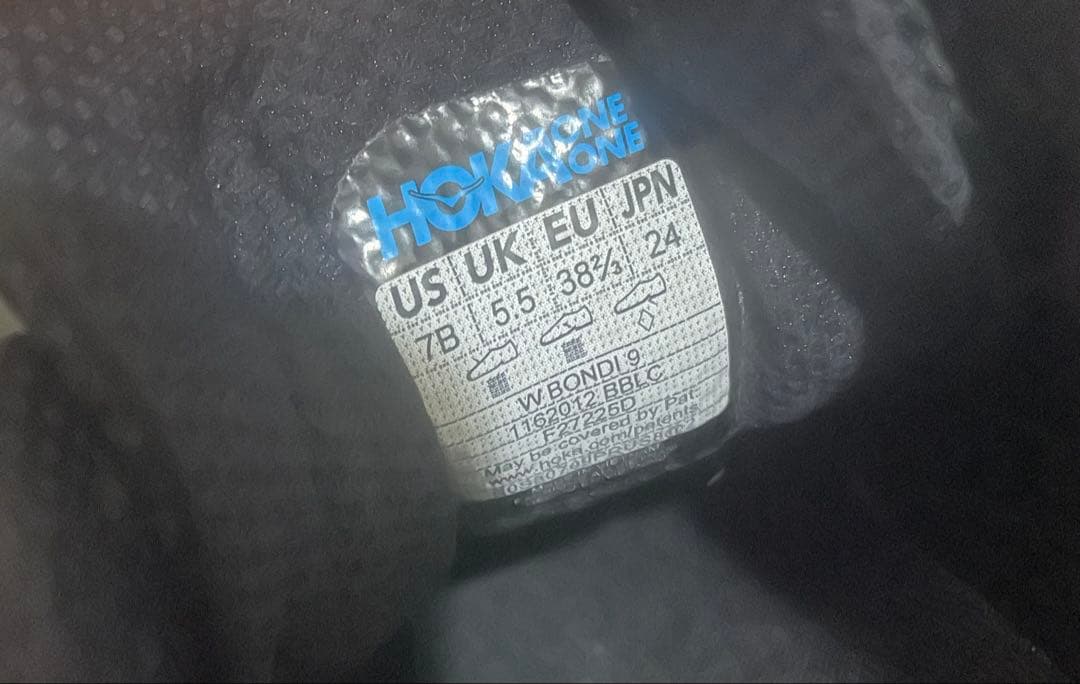 HOKA ONE ONE
US UK EU JPN
7B 5.5 38⅔ 24
W BONDI 9
1162012 BBLC
F27225D
May be covered by Pat.
www.hoka.com/patents